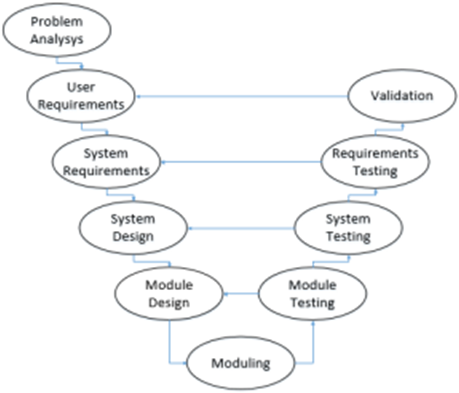 Problem
Analysys
User
Requirements
Validation
System
Requirements
Requirements
Testing
System
Design
System
Testing
Module
Design
Module
Testing
Moduling